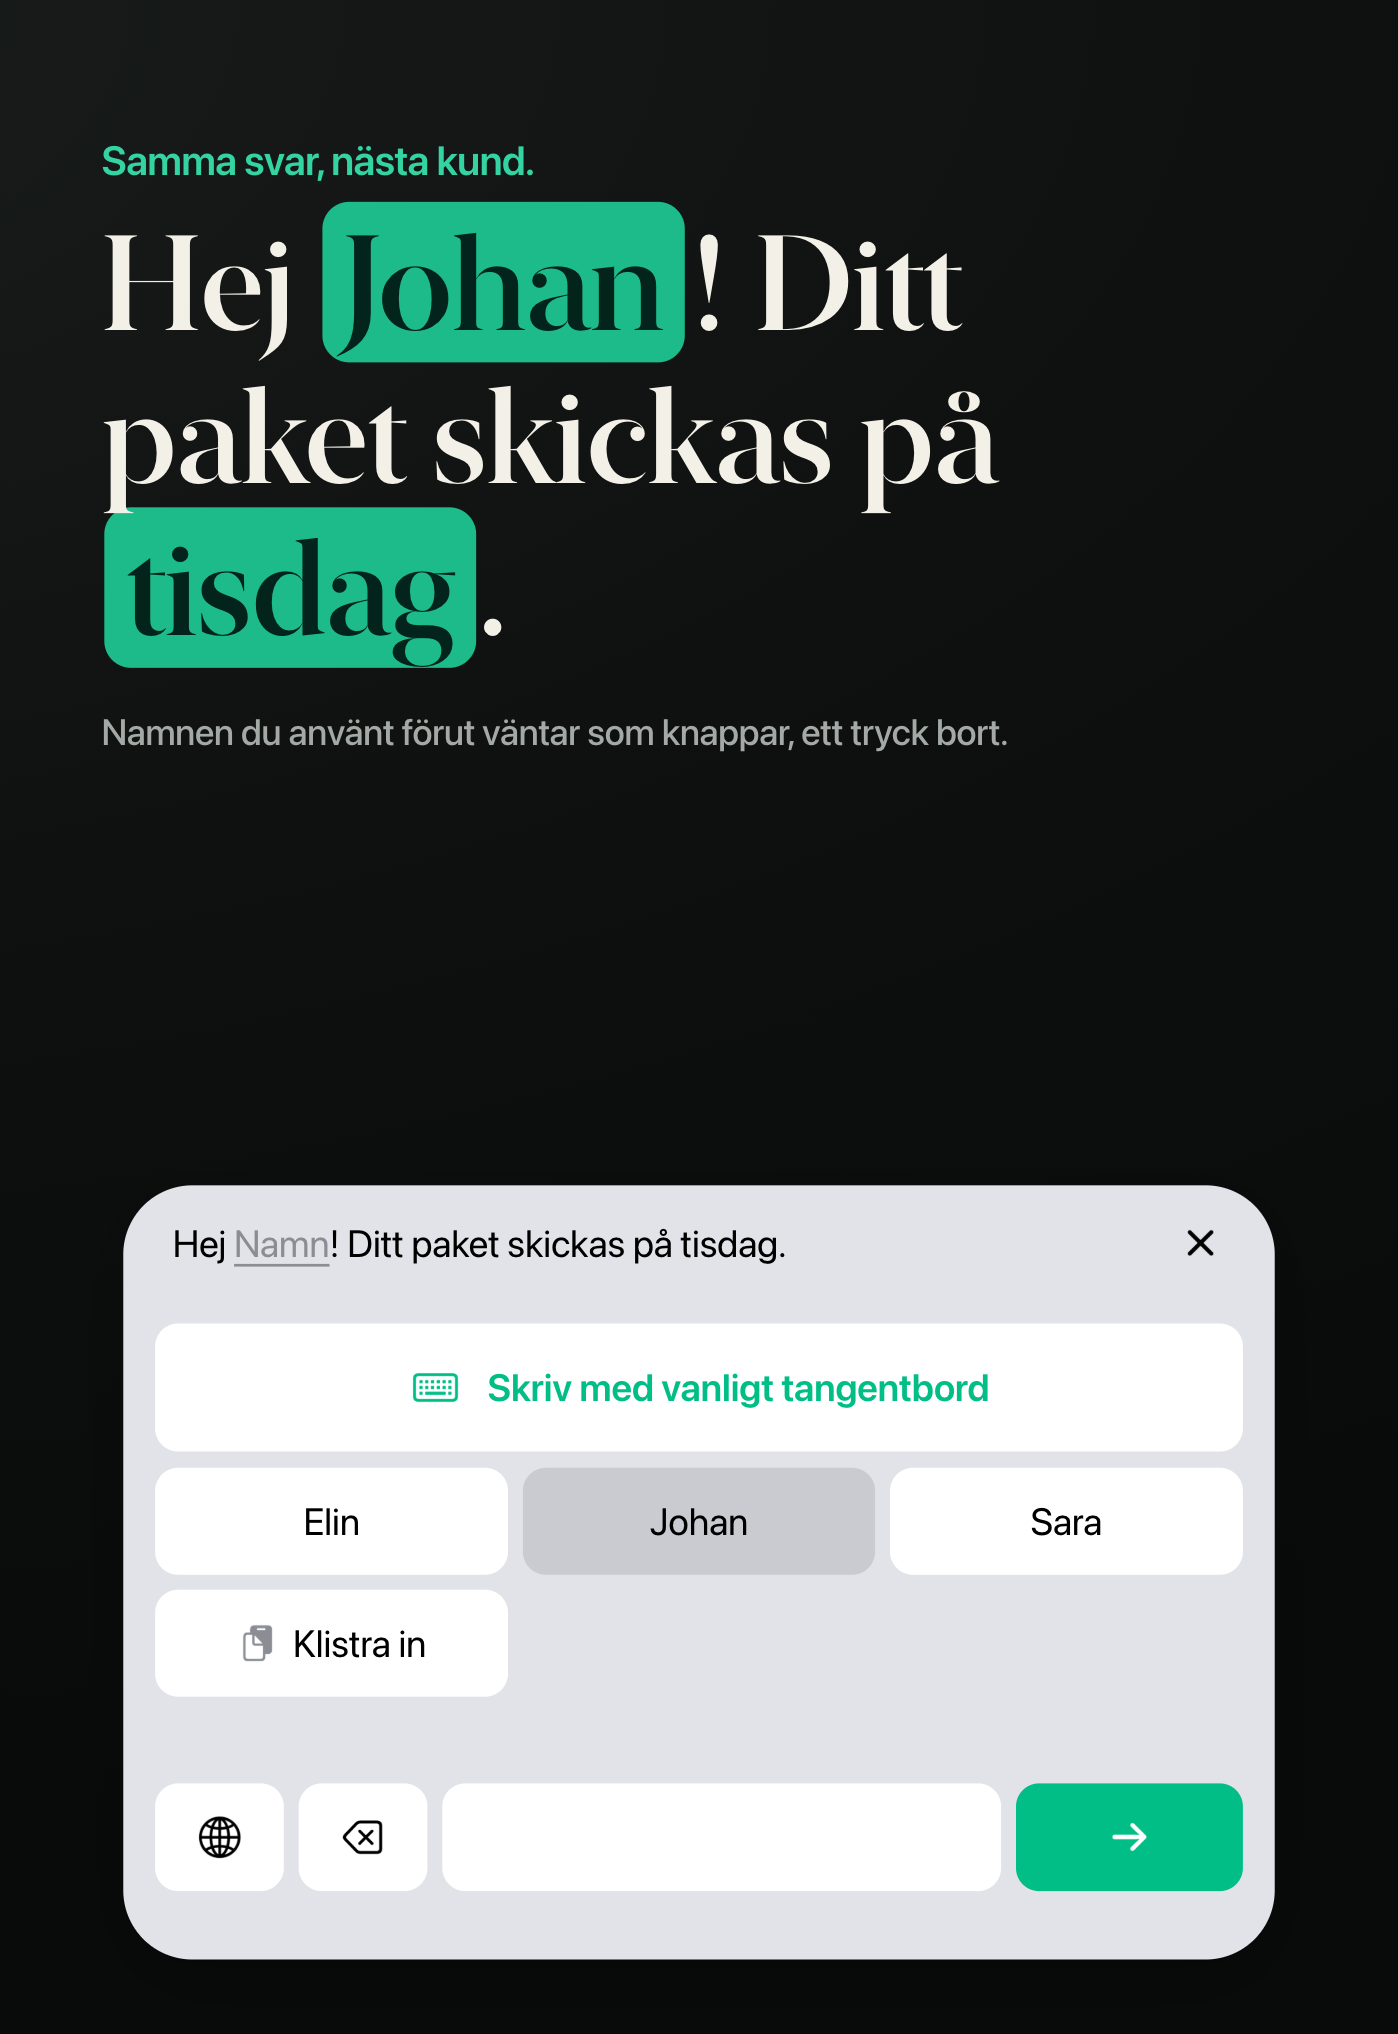 Samma svar, nästa kund.
Hej Johan! Ditt
paket skickas på
tisdag.
Namnen du använt förut väntar som knappar, ett tryck bort.
Hej Namn! Ditt paket skickas på tisdag.
Skriv med vanligt tangentbord
Elin
Johan
Sara
Klistra in